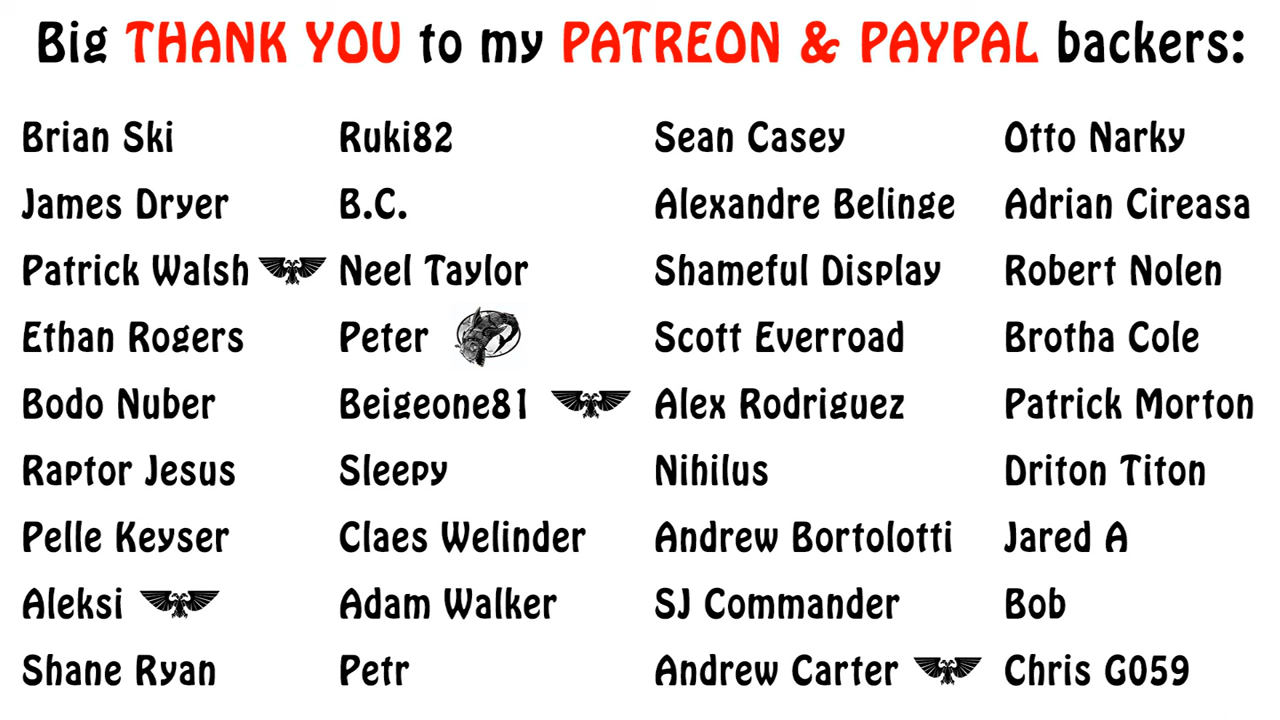 Big THANK YOU to my PATREON & PAYPAL backers:
Brian Ski
James Dryer
Patrick Walsh
Ethan Rogers
Bodo Nuber
Raptor Jesus
Pelle Keyser
Aleksi
Shane Ryan
Ruki82
B.C.
Neel Taylor
Peter
Beigeone81
Sleepy
Claes Welinder
Adam Walker
Petr
Sean Casey
Alexandre Belinge
Shameful Display
Scott Everroad
Alex Rodriguez
Nihilus
Andrew Bortolotti
SJ Commander
Andrew Carter
Otto Narky
Adrian Cireasa
Robert Nolen
Brotha Cole
Patrick Morton
Driton Titon
Jared A
Bob
Chris G059